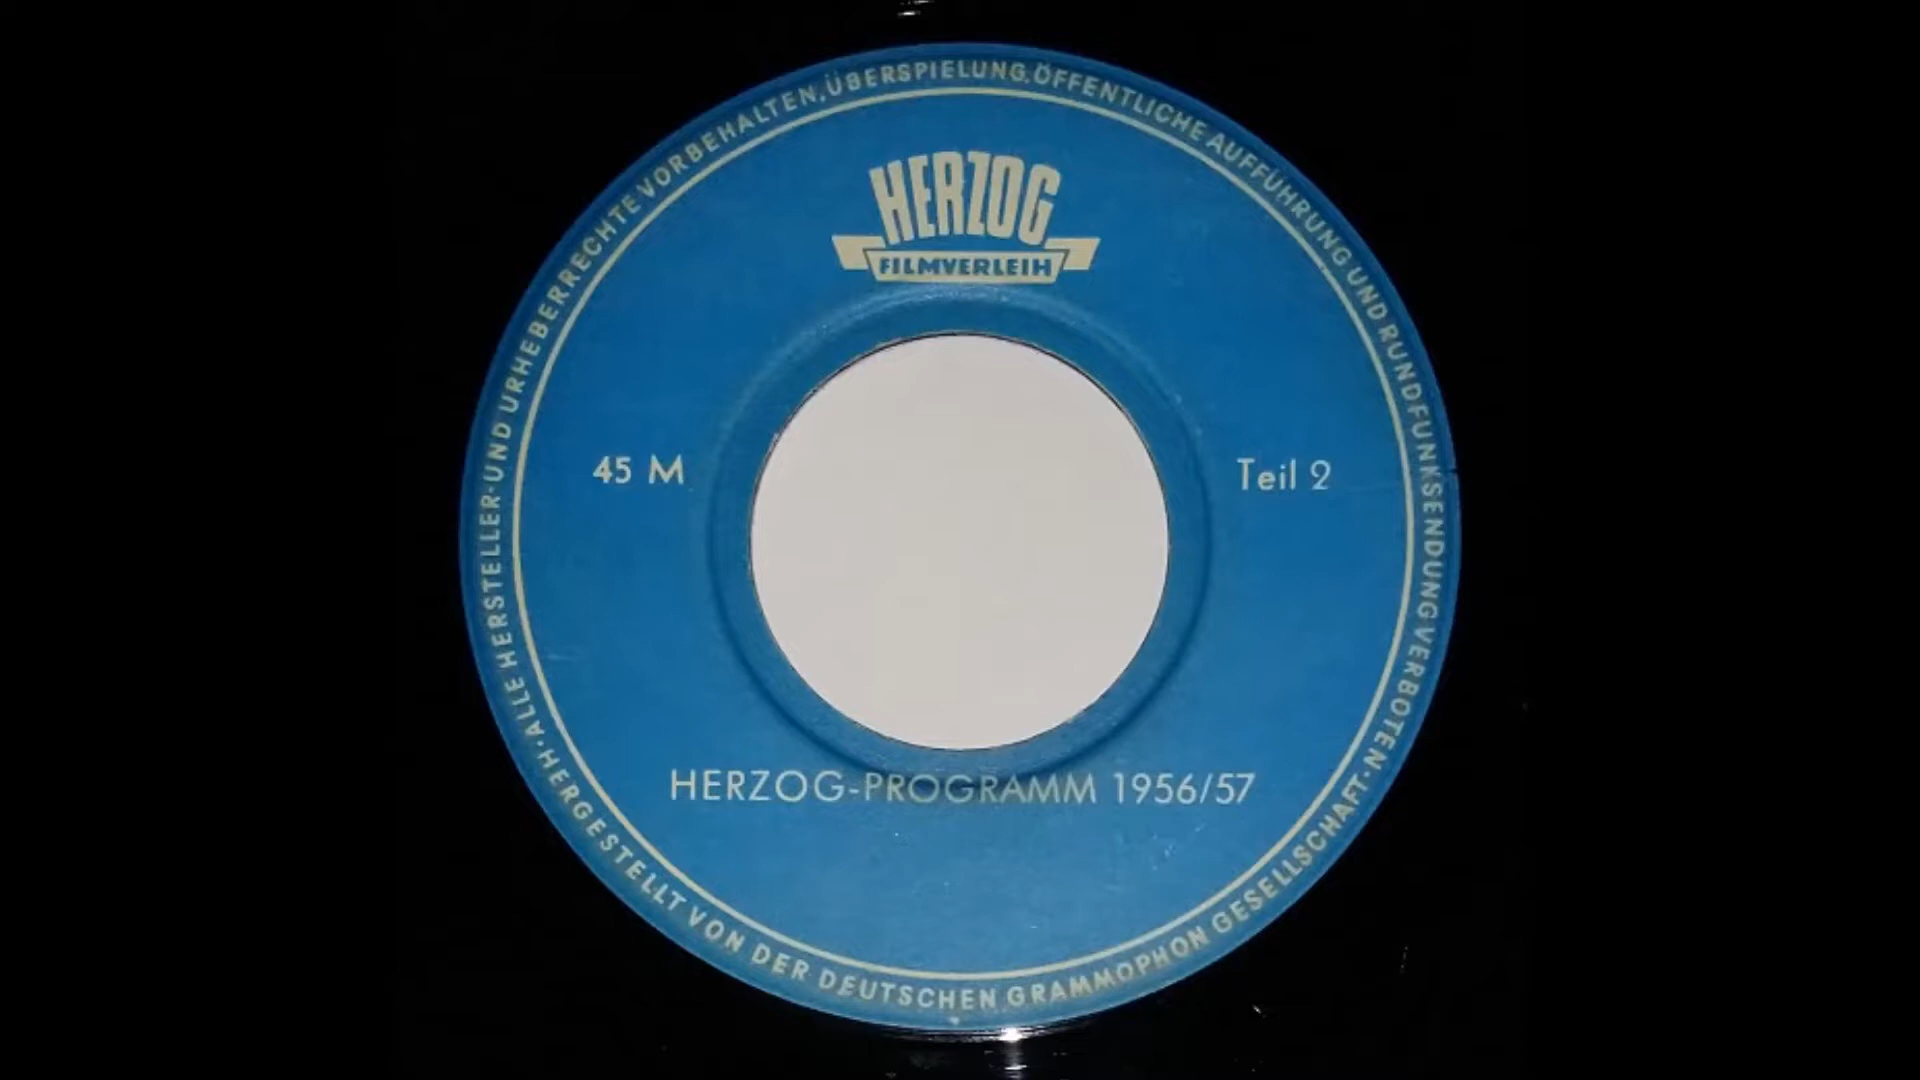 HERZOG
FILMVERLEIH
45 M
Teil 2
HERZOG-PROGRAMM 1956/57
·ALLE HERSTELLER-UND URHEBERRECHTE VORBEHALTEN,ÜBERSPIELUNG,ÖFFENTLICHE AUFFÜHRUNG UND RUNDFUNKSENDUNG VERBOTEN·
HERGESTELLT VON DER DEUTSCHEN GRAMMOPHON GESELLSCHAFT·